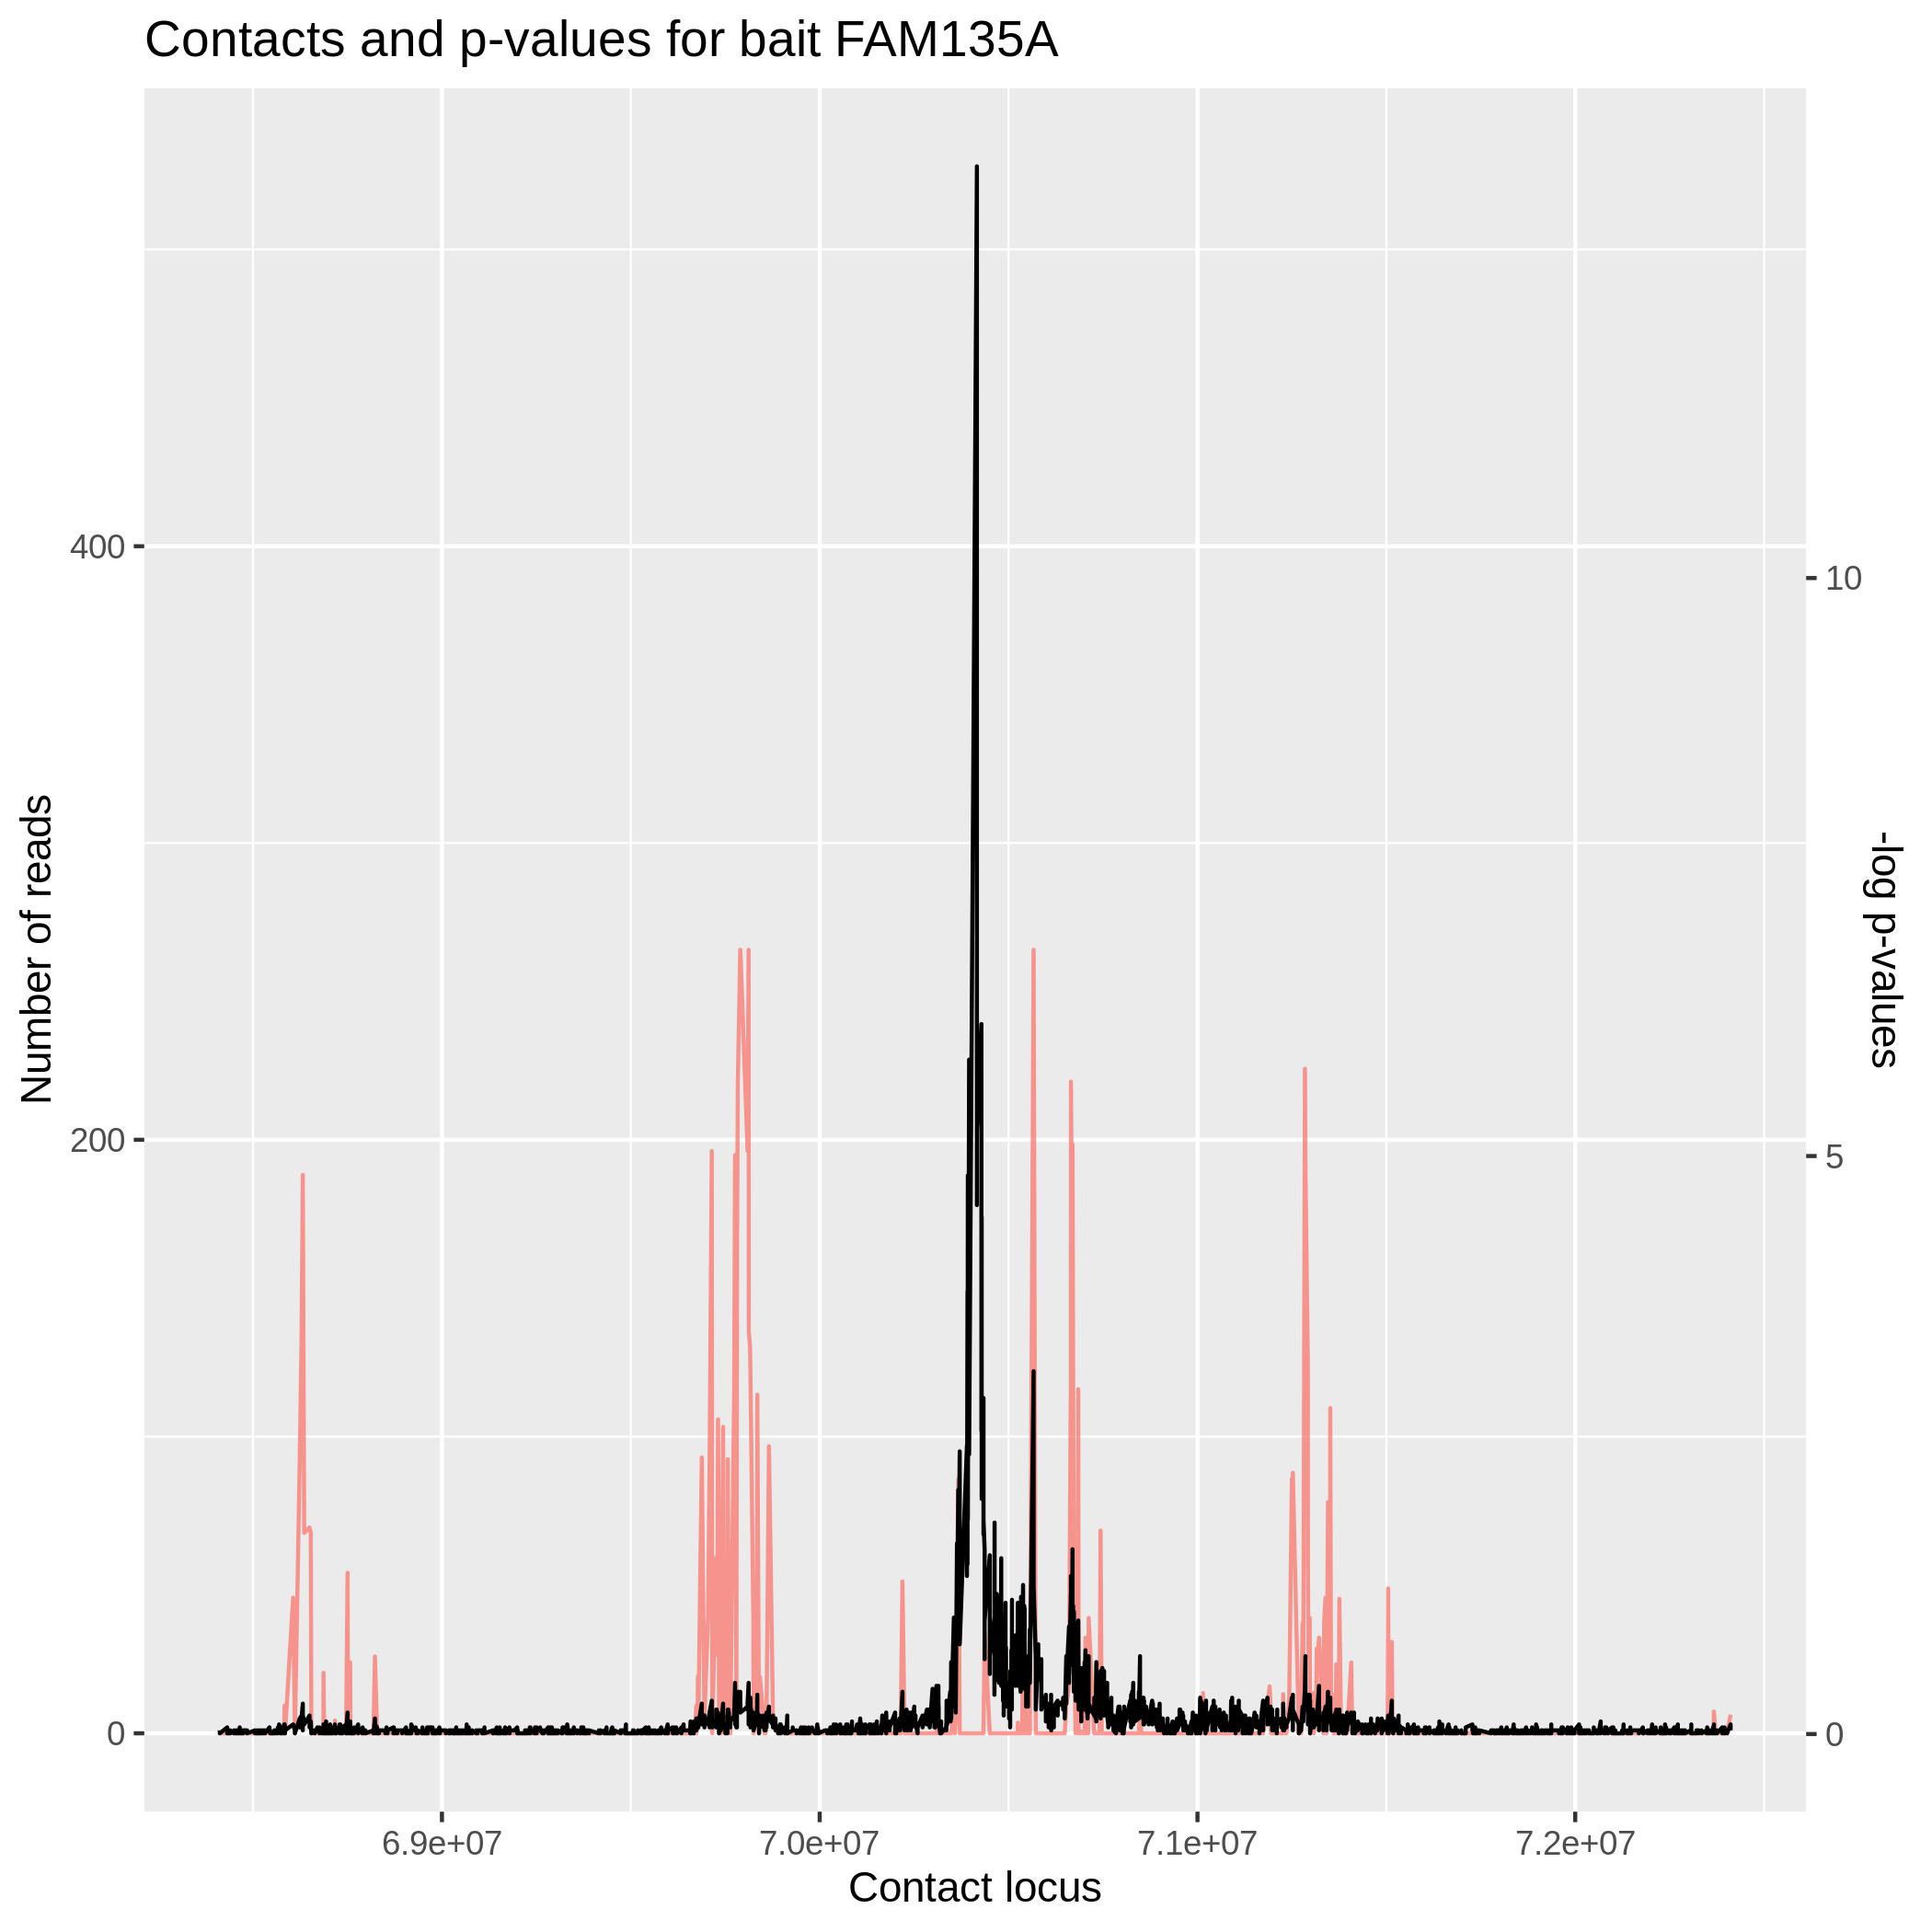 Contacts and p-values for bait FAM135A
Number of reads
400
200
0
10
5
0
-log p-values
6.9e+07
7.0e+07
7.1e+07
7.2e+07
Contact locus